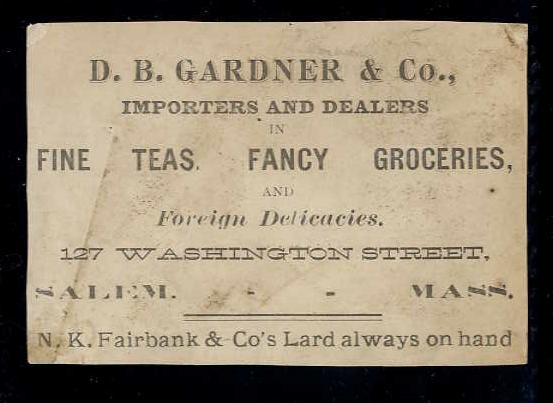 D. B. GARDNER & Co.,
IMPORTERS AND DEALERS
IN
FINE TEAS. FANCY GROCERIES,
AND
Foreign Delicacies.
127 WASHINGTON STREET,
SALEM. - - MASS.
N. K. Fairbank & Co's Lard always on hand